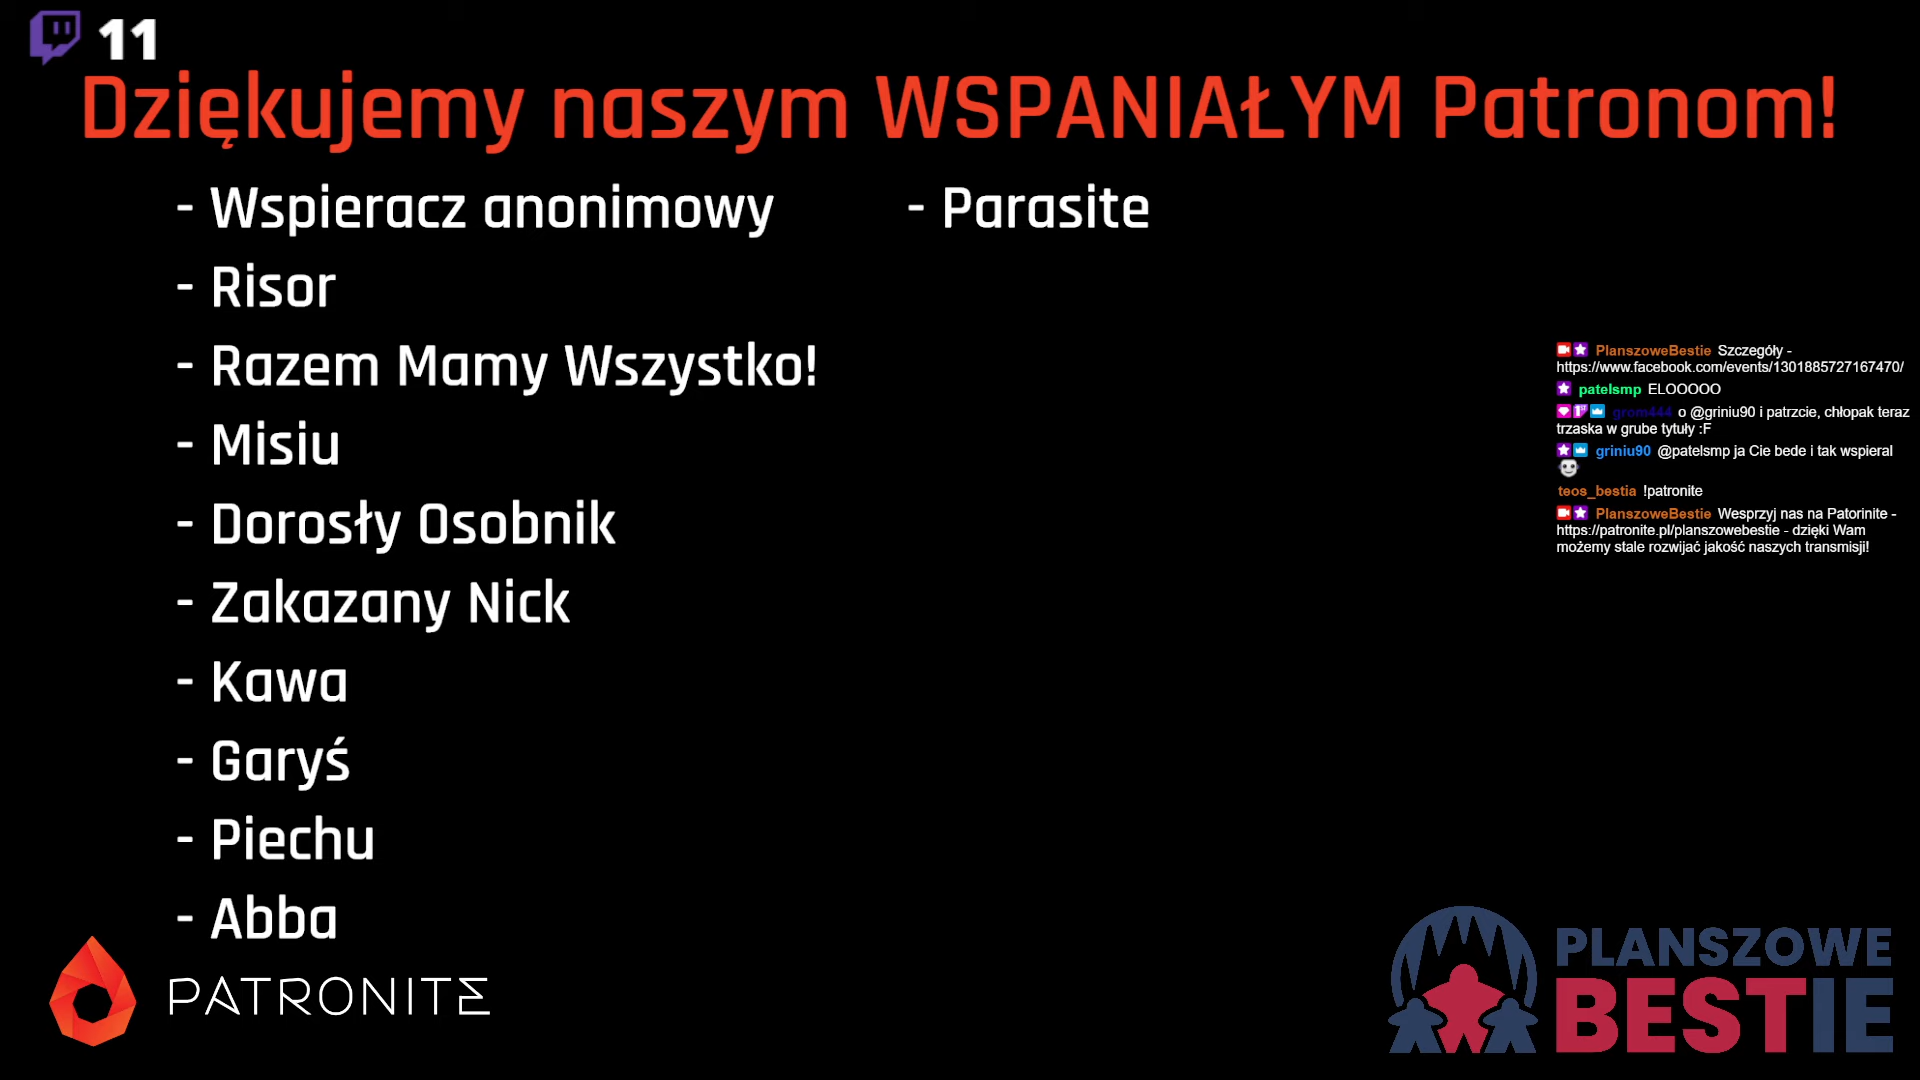 11
Dziękujemy naszym WSPANIAŁYM Patronom!
- Wspieracz anonimowy
- Risor
- Razem Mamy Wszystko!
- Misiu
- Dorosły Osobnik
- Zakazany Nick
- Kawa
- Garyś
- Piechu
- Abba
- Parasite
PlanszoweBestie Szczegóły -
https://www.facebook.com/events/1301885727167470/
patelsmp ELOOOOO
grom444 o @griniu90 i patrzcie, chłopak teraz
trzaska w grube tytuły :F
griniu90 @patelsmp ja Cie bede i tak wspieral
teos_bestia !patronite
PlanszoweBestie Wesprzyj nas na Patorinite -
https://patronite.pl/planszowebestie - dzięki Wam
możemy stale rozwijać jakość naszych transmisji!
PATRONITE
PLANSZOWE
BESTIE